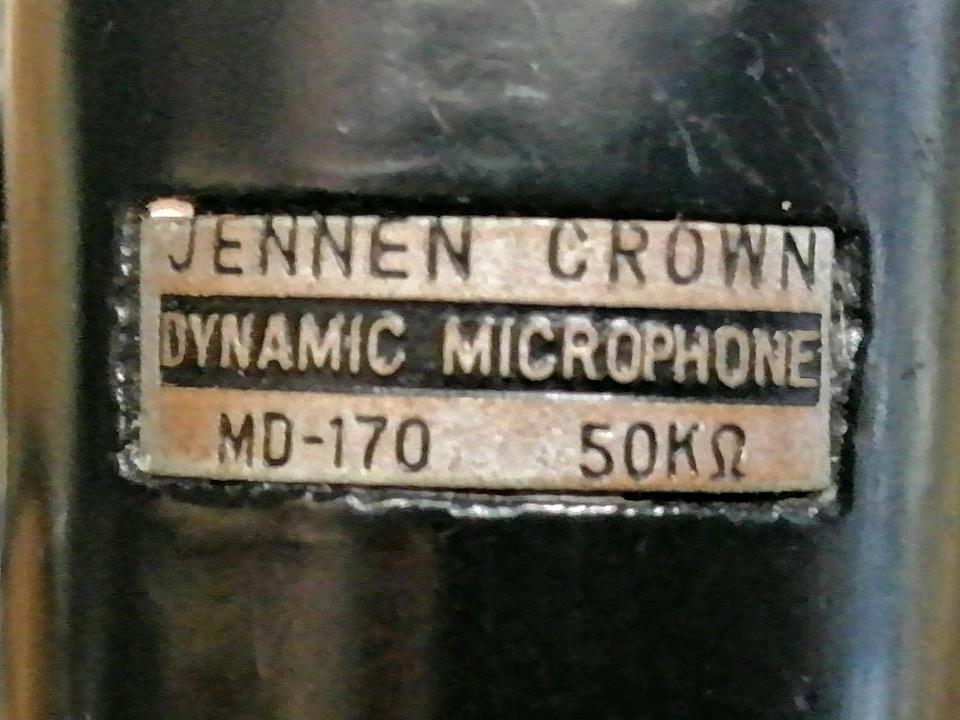 JENNEN CROWN
DYNAMIC MICROPHONE
MD-170 50KΩ